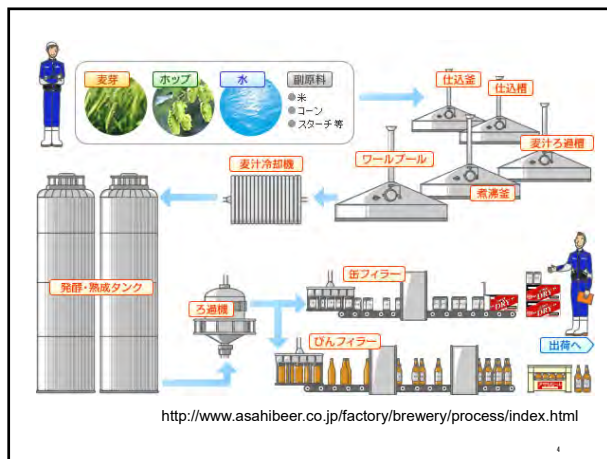 麦芽
ホップ
水
副原料
●米
●コーン
●スターチ等
仕込釜
仕込槽
麦汁ろ過槽
煮沸釜
ワールプール
麦汁冷却機
発酵・熟成タンク
ろ過機
缶フィラー
びんフィラー
DRY
DRY
DRY
出荷へ
http://www.asahibeer.co.jp/factory/brewery/process/index.html
4